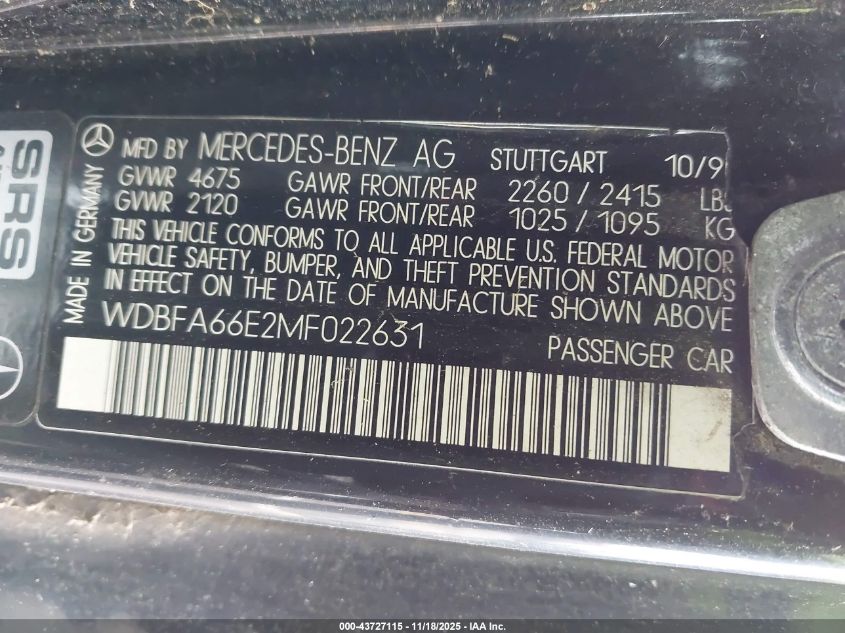 SRS
MADE IN GERMANY
MFD BY MERCEDES-BENZ AG STUTTGART 10/9
GVWR 4675 GAWR FRONT/REAR 2260 / 2415 LBS
GVWR 2120 GAWR FRONT/REAR 1025 / 1095 KG
THIS VEHICLE CONFORMS TO ALL APPLICABLE U.S. FEDERAL MOTOR
VEHICLE SAFETY, BUMPER, AND THEFT PREVENTION STANDARDS
IN EFFECT ON THE DATE OF MANUFACTURE SHOWN ABOVE
WDBFA66E2MF022631
PASSENGER CAR
000-43727115 - 11/18/2025 - IAA Inc.